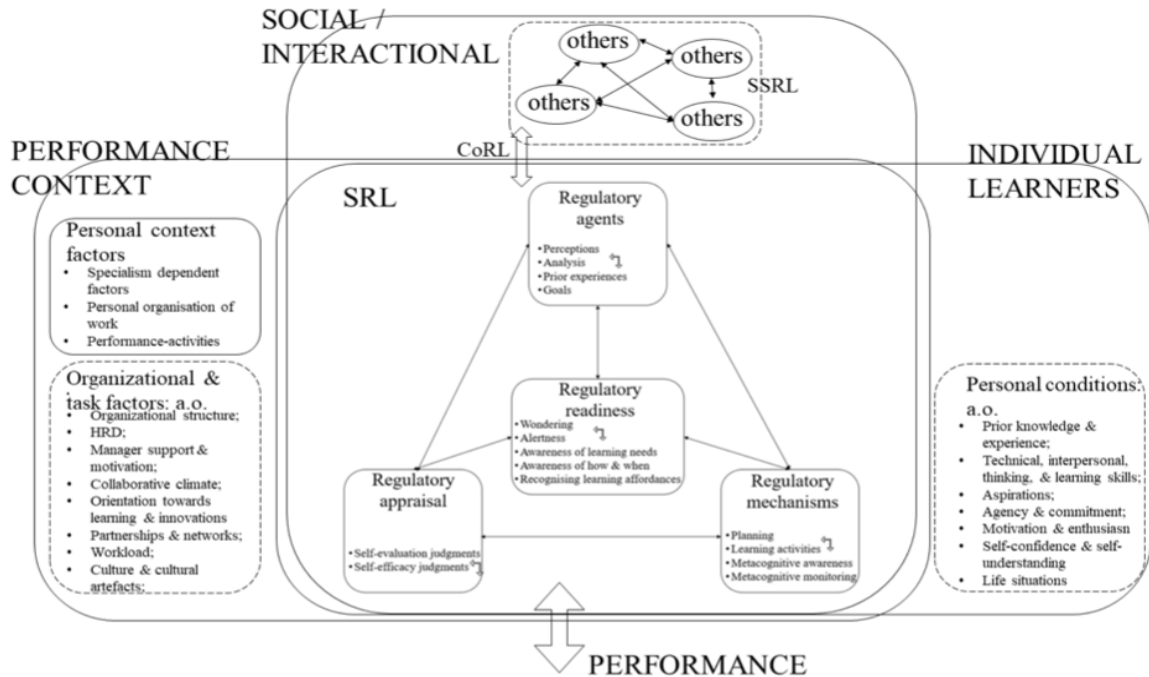 SOCIAL /
INTERACTIONAL
others
others
others
others
SSRL
CoRL
PERFORMANCE
CONTEXT
INDIVIDUAL
LEARNERS
SRL
Personal context
factors
• Specialism dependent
factors
• Personal organisation of
work
• Performance-activities
Organizational &
task factors: a.o.
• Organizational structure;
• HRD;
• Manager support &
motivation;
• Collaborative climate;
• Orientation towards
learning & innovations
• Partnerships & networks;
• Workload;
• Culture & cultural
artefacts;
Regulatory
agents
• Perceptions
• Analysis
• Prior experiences
• Goals
Regulatory
readiness
• Wondering
• Alertness
• Awareness of learning needs
• Awareness of how & when
• Recognising learning affordances
Regulatory
appraisal
• Self-evaluation judgments
• Self-efficacy judgments
Regulatory
mechanisms
• Planning
• Learning activities
• Metacognitive awareness
• Metacognitive monitoring
Personal conditions:
a.o.
• Prior knowledge &
experience;
• Technical, interpersonal,
thinking, & learning skills;
• Aspirations;
• Agency & commitment;
• Motivation & enthusiasn
• Self-confidence & self-
understanding
• Life situations
PERFORMANCE